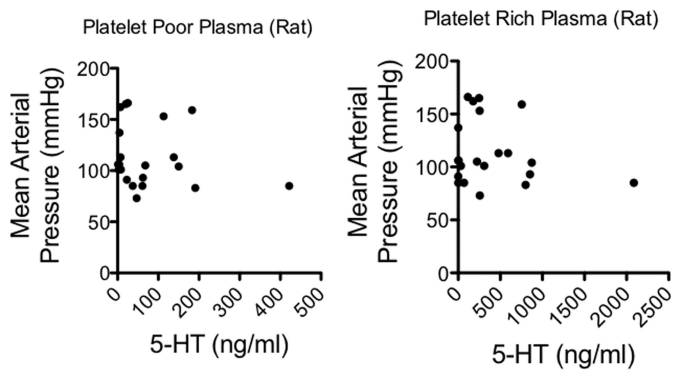 Platelet Poor Plasma (Rat)
Mean Arterial
Pressure (mmHg)
200
150
100
50
0
0 100 200 300 400 500
5-HT (ng/ml)
Platelet Rich Plasma (Rat)
Mean Arterial
Pressure (mmHg)
200
150
100
50
0
0 500 1000 1500 2000 2500
5-HT (ng/ml)